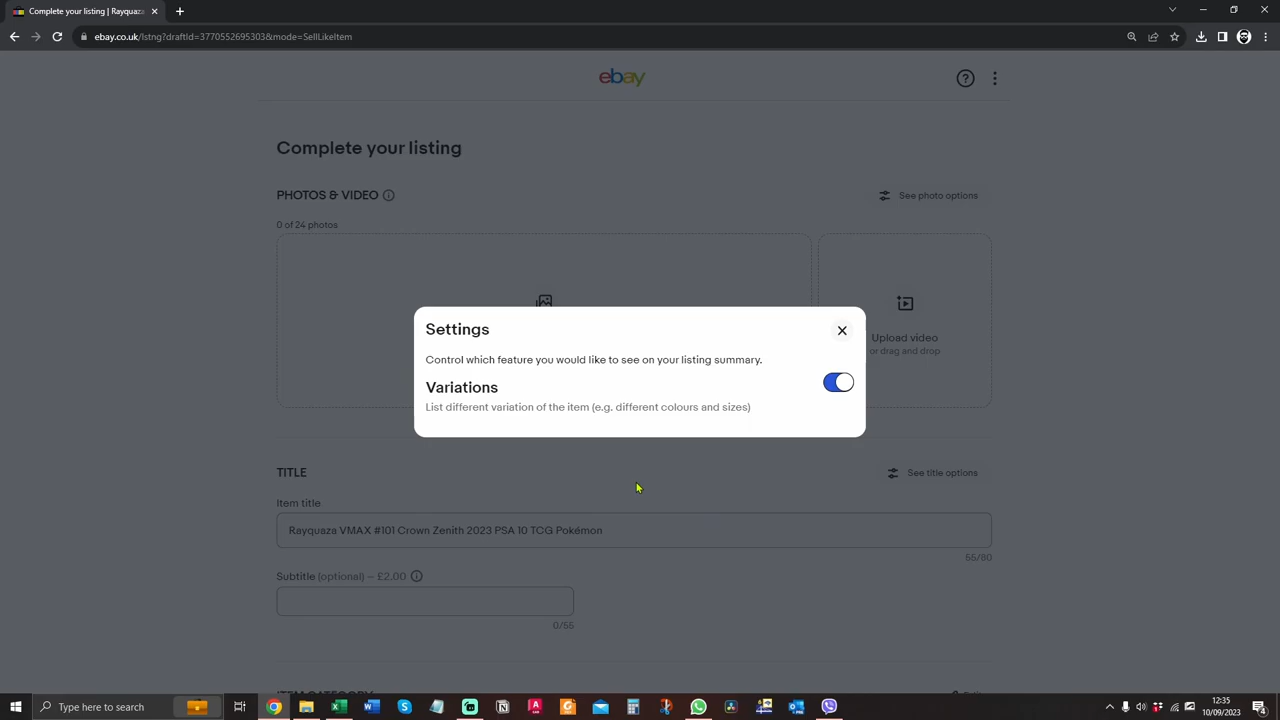 Complete your listing | Rayquaza
ebay.co.uk/lstng?draftId=3770552695303&mode=SellLikeItem
ebay
Complete your listing
PHOTOS & VIDEO
See photo options
0 of 24 photos
Upload video
or drag and drop
Settings
Control which feature you would like to see on your listing summary.
Variations
List different variation of the item (e.g. different colours and sizes)
TITLE
See title options
Item title
Rayquaza VMAX #101 Crown Zenith 2023 PSA 10 TCG Pokémon
55/80
Subtitle (optional) – £2.00
0/55
ITEM CATEGORY
Type here to search
12:35
10/09/2023